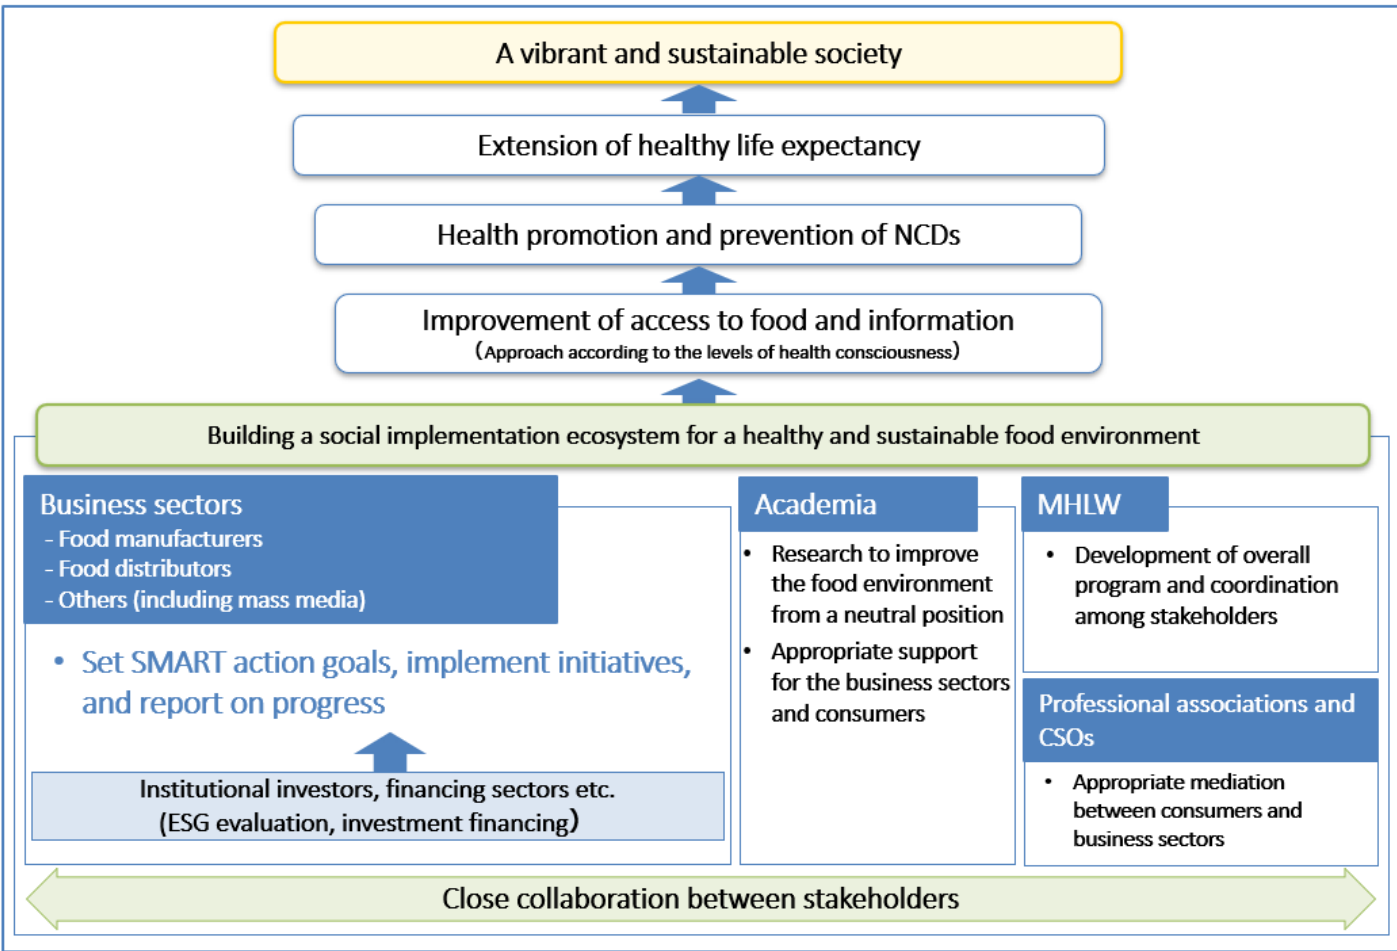 A vibrant and sustainable society
Extension of healthy life expectancy
Health promotion and prevention of NCDs
Improvement of access to food and information
(Approach according to the levels of health consciousness)
Building a social implementation ecosystem for a healthy and sustainable food environment
Business sectors
- Food manufacturers
- Food distributors
- Others (including mass media)
• Set SMART action goals, implement initiatives,
and report on progress
Institutional investors, financing sectors etc.
(ESG evaluation, investment financing)
Academia
• Research to improve
the food environment
from a neutral position
• Appropriate support
for the business sectors
and consumers
MHLW
• Development of overall
program and coordination
among stakeholders
Professional associations and
CSOs
• Appropriate mediation
between consumers and
business sectors
Close collaboration between stakeholders